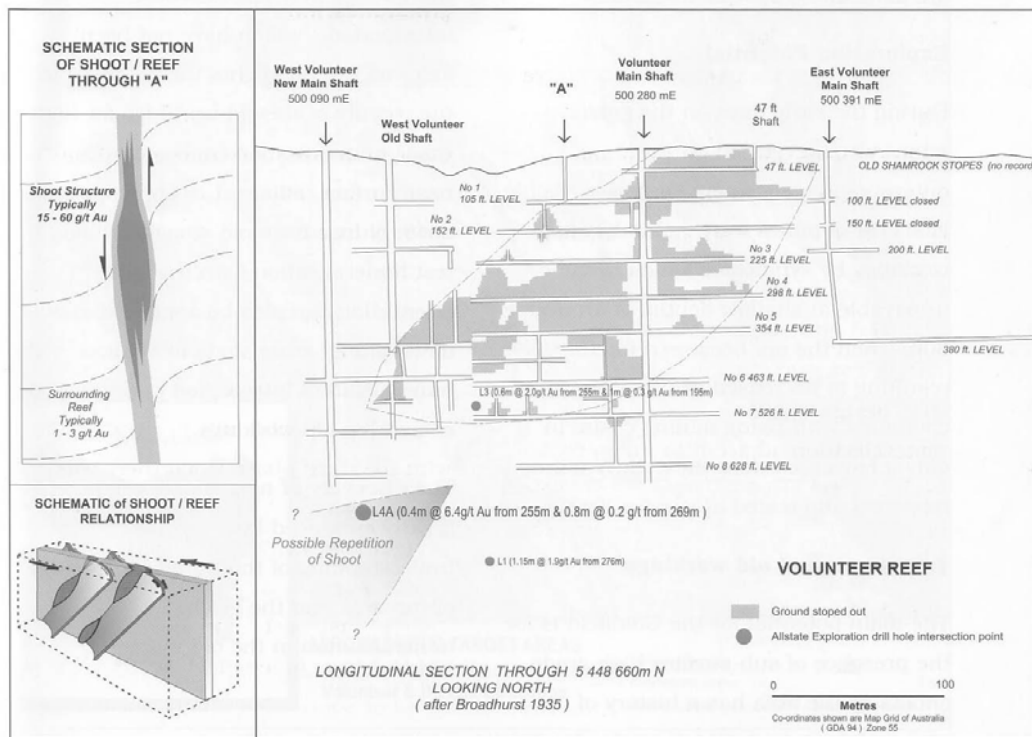 SCHEMATIC SECTION
OF SHOOT / REEF
THROUGH "A"
Shoot Structure
Typically
15 - 60 g/t Au
Surrounding
Reef
Typically
1 - 3 g/t Au
SCHEMATIC of SHOOT / REEF
RELATIONSHIP
West Volunteer
New Main Shaft
500 090 mE
West Volunteer
Old Shaft
"A"
Volunteer
Main Shaft
500 280 mE
47 ft
Shaft
East Volunteer
Main Shaft
500 391 mE
OLD SHAMROCK STOPES (no record
47 ft. LEVEL
No 1
105 ft. LEVEL
100 ft. LEVEL closed
No 2
152 ft. LEVEL
150 ft. LEVEL closed
200 ft. LEVEL
No 3
225 ft. LEVEL
No 4
298 ft. LEVEL
No 5
354 ft. LEVEL
380 ft. LEVEL
No 6 463 ft. LEVEL
L3 (0.6m @ 2.0g/t Au from 255m & 1m @ 0.3 g/t Au from 195m)
No 7 526 ft. LEVEL
No 8 628 ft. LEVEL
?
L4A (0.4m @ 6.4g/t Au from 255m & 0.8m @ 0.2 g/t from 269m )
Possible Repetition
of Shoot
L1 (1.15m @ 1.9g/t Au from 276m)
?
VOLUNTEER REEF
Ground stoped out
Allstate Exploration drill hole intersection point
LONGITUDINAL SECTION THROUGH 5 448 660mN
LOOKING NORTH
( after Broadhurst 1935 )
0
100
Metres
Co-ordinates shown are Map Grid of Australia
( GDA 94 ) Zone 55